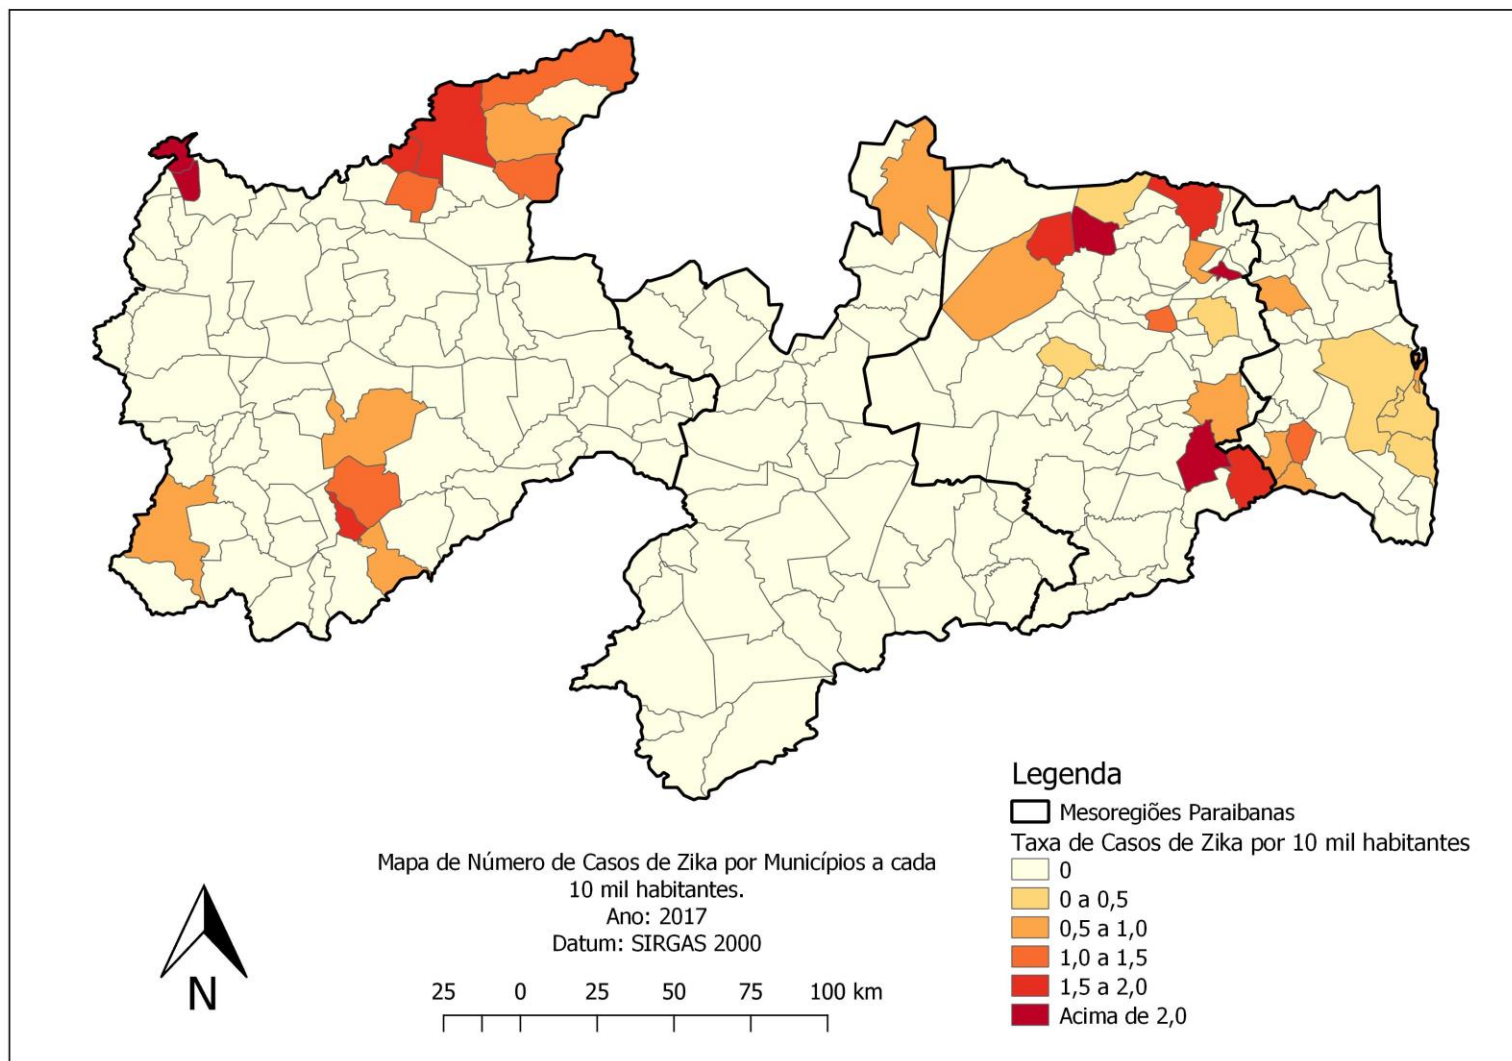 Legenda
Mesoregiões Paraibanas
Taxa de Casos de Zika por 10 mil habitantes
0
0 a 0,5
0,5 a 1,0
1,0 a 1,5
1,5 a 2,0
Acima de 2,0
Mapa de Número de Casos de Zika por Municípios a cada
10 mil habitantes.
Ano: 2017
Datum: SIRGAS 2000
N
25 0 25 50 75 100 km